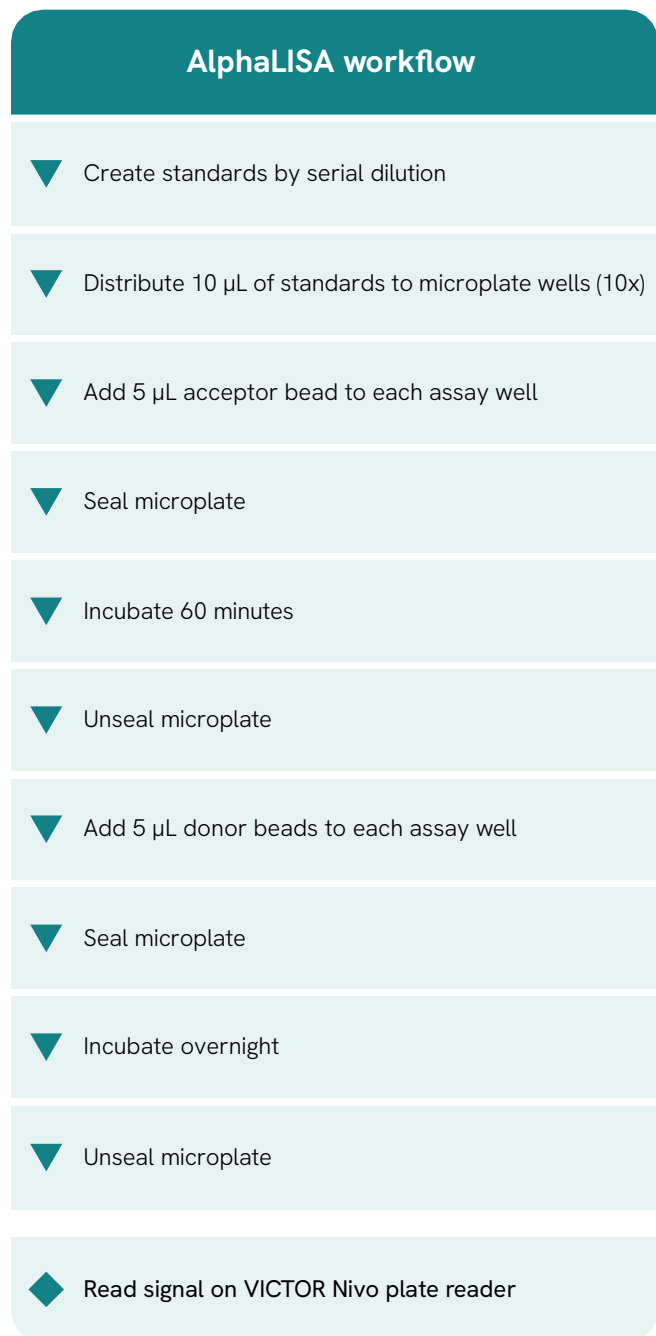 AlphaLISA workflow
Create standards by serial dilution
Distribute 10 µL of standards to microplate wells (10x)
Add 5 µL acceptor bead to each assay well
Seal microplate
Incubate 60 minutes
Unseal microplate
Add 5 µL donor beads to each assay well
Seal microplate
Incubate overnight
Unseal microplate
Read signal on VICTOR Nivo plate reader